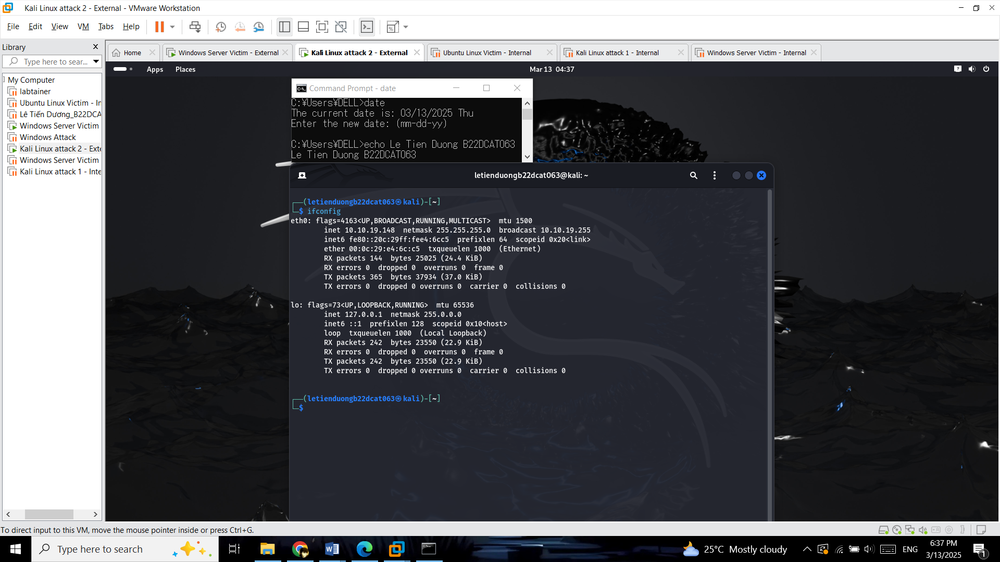 Kali Linux attack 2 - External - VMware Workstation
File Edit View VM Tabs Help
Library
Type here to sear...
My Computer
labtainer
Ubuntu Linux Victim - In
Lê Tiến Dương_B22DCA
Windows Server Victim
Windows Attack
Kali Linux attack 2 - Exte
Windows Server Victim
Kali Linux attack 1 - Inte
Home
Windows Server Victim - External
Kali Linux attack 2 - External
Ubuntu Linux Victim - Internal
Kali Linux attack 1 - Internal
Windows Server Victim - Internal
Apps Places
Mar 13 04:37
Command Prompt - date
C:¥Users¥DELL>date
The current date is: 03/13/2025 Thu
Enter the new date: (mm-dd-yy)
C:¥Users¥DELL>echo Le Tien Duong B22DCAT063
Le Tien Duong B22DCAT063
letienduongb22dcat063@kali: ~
┌──(letienduongb22dcat063㉿kali)-[~]
└─$ ifconfig
eth0: flags=4163<UP,BROADCAST,RUNNING,MULTICAST>  mtu 1500
inet 10.10.19.148  netmask 255.255.255.0  broadcast 10.10.19.255
inet6 fe80::20c:29ff:fee4:6cc5  prefixlen 64  scopeid 0x20<link>
ether 00:0c:29:e4:6c:c5  txqueuelen 1000  (Ethernet)
RX packets 144  bytes 25025 (24.4 KiB)
RX errors 0  dropped 0  overruns 0  frame 0
TX packets 365  bytes 37934 (37.0 KiB)
TX errors 0  dropped 0 overruns 0  carrier 0  collisions 0
lo: flags=73<UP,LOOPBACK,RUNNING>  mtu 65536
inet 127.0.0.1  netmask 255.0.0.0
inet6 ::1  prefixlen 128  scopeid 0x10<host>
loop  txqueuelen 1000  (Local Loopback)
RX packets 242  bytes 23550 (22.9 KiB)
RX errors 0  dropped 0  overruns 0  frame 0
TX packets 242  bytes 23550 (22.9 KiB)
TX errors 0  dropped 0 overruns 0  carrier 0  collisions 0
┌──(letienduongb22dcat063㉿kali)-[~]
└─$
To direct input to this VM, move the mouse pointer inside or press Ctrl+G.
Type here to search
25°C Mostly cloudy
ENG
6:37 PM
3/13/2025
1